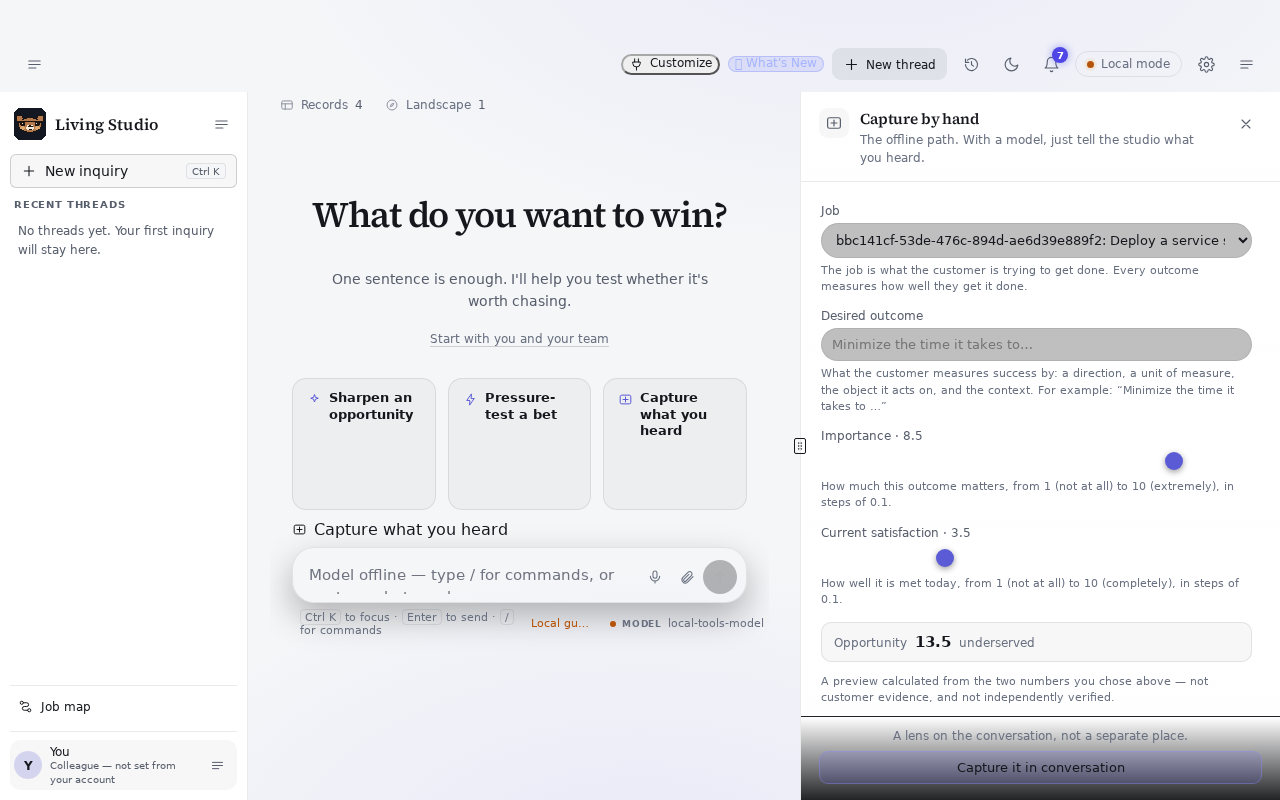 Customize
What's New
New thread
7
Local mode
Living Studio
New inquiry
Ctrl K
RECENT THREADS
No threads yet. Your first inquiry
will stay here.
Job map
Y
You
Colleague — not set from
your account
Records 4
Landscape 1
What do you want to win?
One sentence is enough. I'll help you test whether it's
worth chasing.
Start with you and your team
Sharpen an
opportunity
Pressure-
test a bet
Capture
what you
heard
Capture what you heard
Model offline — type / for commands, or
Ctrl K to focus · Enter to send · /
for commands
Local gu…
MODEL local-tools-model
Capture by hand
The offline path. With a model, just tell the studio what
you heard.
Job
bbc141cf-53de-476c-894d-ae6d39e889f2: Deploy a service
The job is what the customer is trying to get done. Every outcome
measures how well they get it done.
Desired outcome
Minimize the time it takes to…
What the customer measures success by: a direction, a unit of measure,
the object it acts on, and the context. For example: “Minimize the time it
takes to …”
Importance · 8.5
How much this outcome matters, from 1 (not at all) to 10 (extremely), in
steps of 0.1.
Current satisfaction · 3.5
How well it is met today, from 1 (not at all) to 10 (completely), in steps of
0.1.
Opportunity 13.5 underserved
A preview calculated from the two numbers you chose above — not
customer evidence, and not independently verified.
A lens on the conversation, not a separate place.
Capture it in conversation